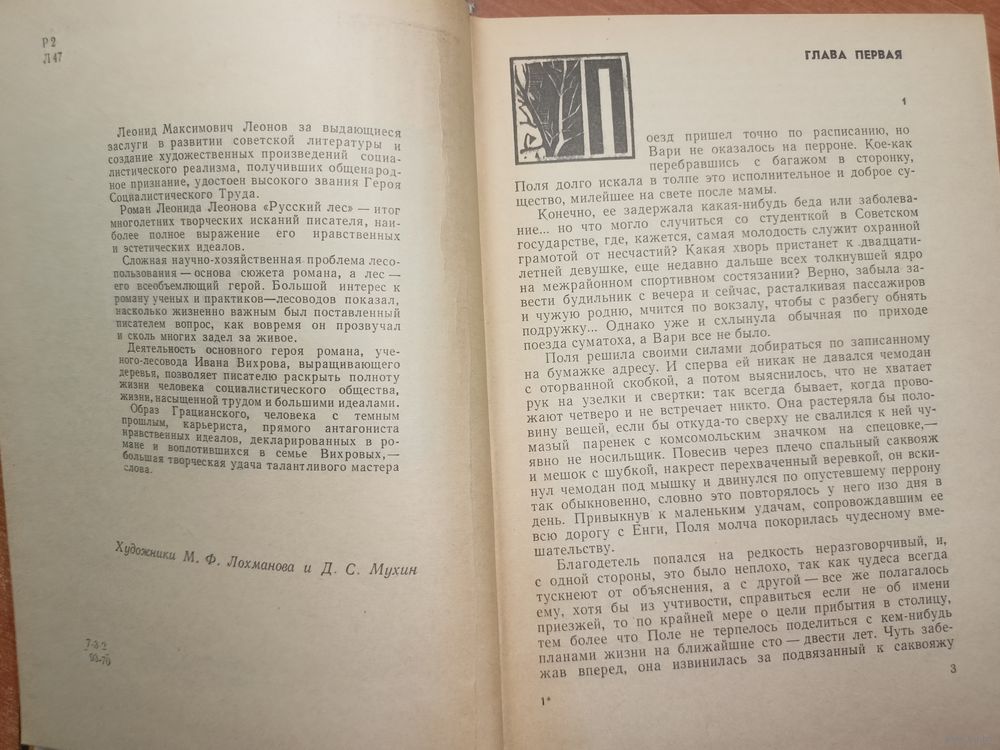 Р2
Л47
Леонид Максимович Леонов за выдающиеся
заслуги в развитии советской литературы и
создание художественных произведений социа-
листического реализма, получивших общенарод-
ное признание, удостоен высокого звания Героя
Социалистического Труда.
Роман Леонида Леонова «Русский лес» — итог
многолетних творческих исканий писателя, наи-
более полное выражение его нравственных
и эстетических идеалов.
Сложная научно-хозяйственная проблема лесо-
пользования — основа сюжета романа, а лес —
его всеобъемлющий герой. Большой интерес к
роману ученых и практиков—лесоводов показал,
насколько жизненно важным был поставленный
писателем вопрос, как вовремя он прозвучал
и сколь многих задел за живое.
Деятельность основного героя романа, уче-
ного-лесовода Ивана Вихрова, выращивающего
деревья, позволяет писателю раскрыть полноту
жизни человека социалистического общества,
жизни, насыщенной трудом и большими идеалами.
Образ Грацианского, человека с темным
прошлым, карьериста, прямого антагониста
нравственных идеалов, декларированных в ро-
мане и воплотившихся в семье Вихровых,—
большая творческая удача талантливого мастера
слова.
Художники М. Ф. Лохманова и Д. С. Мухин
7-3-2
93-70
ГЛАВА ПЕРВАЯ
1
Поезд пришел точно по расписанию, но
Вари не оказалось на перроне. Кое-как
перебравшись с багажом в сторонку,
Поля долго искала в толпе это исполнительное и доброе су-
щество, милейшее на свете после мамы.
Конечно, ее задержала какая-нибудь беда или заболева-
ние... но что могло случиться со студенткой в Советском
государстве, где, кажется, самая молодость служит охранной
грамотой от несчастий? Какая хворь пристанет к двадцати-
летней девушке, еще недавно дальше всех толкнувшей ядро
на межрайонном спортивном состязании? Верно, забыла за-
вести будильник с вечера и сейчас, расталкивая пассажиров
и чужую родню, мчится по вокзалу, чтобы с разбегу обнять
подружку... Однако уже и схлынула обычная по приходе
поезда суматоха, а Вари все не было.
Поля решила своими силами добираться по записанному
на бумажке адресу. И сперва ей никак не давался чемодан
с оторванной скобкой, а потом выяснилось, что не хватает
рук на узелки и свертки: так всегда бывает, когда прово-
жают четверо и не встречает никто. Она растеряла бы поло-
вину вещей, если бы откуда-то сверху не свалился к ней чу-
мазый паренек с комсомольским значком на спецовке,—
явно не носильщик. Повесив через плечо спальный саквояж
и мешок с шубкой, накрест перехваченный веревкой, он вски-
нул чемодан под мышку и двинулся по опустевшему перрону
так обыкновенно, словно это повторялось у него изо дня в
день. Привыкнув к маленьким удачам, сопровождавшим ее
всю дорогу с Енги, Поля молча покорилась чудесному вме-
шательству.
Благодетель попался на редкость неразговорчивый, и,
с одной стороны, это было неплохо, так как чудеса всегда
тускнеют от объяснения, а с другой — все же полагалось
ему, хотя бы из учтивости, справиться если не об имени
приезжей, то по крайней мере о цели прибытия в столицу,
тем более что Поле не терпелось поделиться с кем-нибудь
планами жизни на ближайшие сто — двести лет. Чуть забе-
жав вперед, она извинилась за подвязанный к саквояжу
1*
3